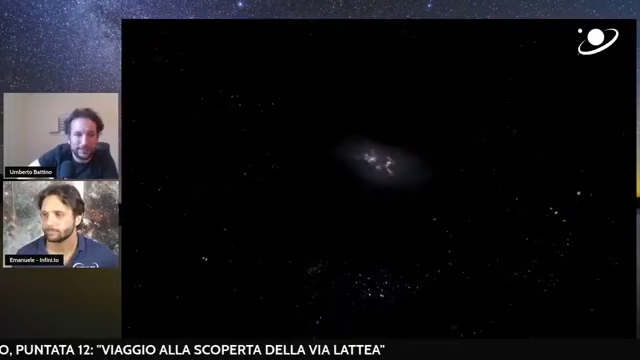 Umberto Battino
Emanuele - Infini.to
O, PUNTATA 12: "VIAGGIO ALLA SCOPERTA DELLA VIA LATTEA"